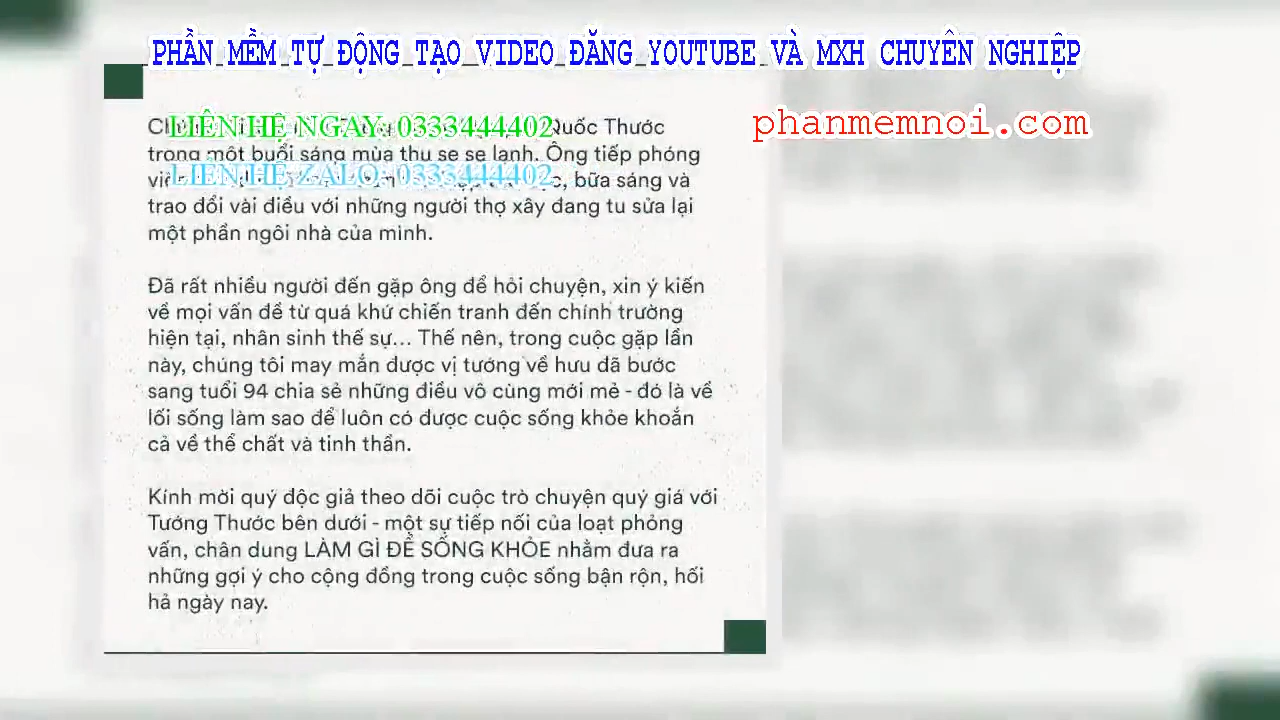 PHẦN MỀM TỰ ĐỘNG TẠO VIDEO ĐĂNG YOUTUBE VÀ MXH CHUYÊN NGHIỆP
LIÊN HỆ NGAY: 0333444402
phanmemnoi.com
Quốc Thước
trong một buổi sáng mùa thu se se lạnh. Ông tiếp phóng
LIÊN HỆ ZALO: 0333444402
bữa sáng và
trao đổi vài điều với những người thợ xây đang tu sửa lại
một phần ngôi nhà của mình.
Đã rất nhiều người đến gặp ông để hỏi chuyện, xin ý kiến
về mọi vấn đề từ quá khứ chiến tranh đến chính trường
hiện tại, nhân sinh thế sự... Thế nên, trong cuộc gặp lần
này, chúng tôi may mắn được vị tướng về hưu đã bước
sang tuổi 94 chia sẻ những điều vô cùng mới mẻ - đó là về
lối sống làm sao để luôn có được cuộc sống khỏe khoắn
cả về thể chất và tinh thần.
Kính mời quý độc giả theo dõi cuộc trò chuyện quý giá với
Tướng Thước bên dưới - một sự tiếp nối của loạt phỏng
vấn, chân dung LÀM GÌ ĐỂ SỐNG KHỎE nhằm đưa ra
những gợi ý cho cộng đồng trong cuộc sống bận rộn, hối
hả ngày nay.